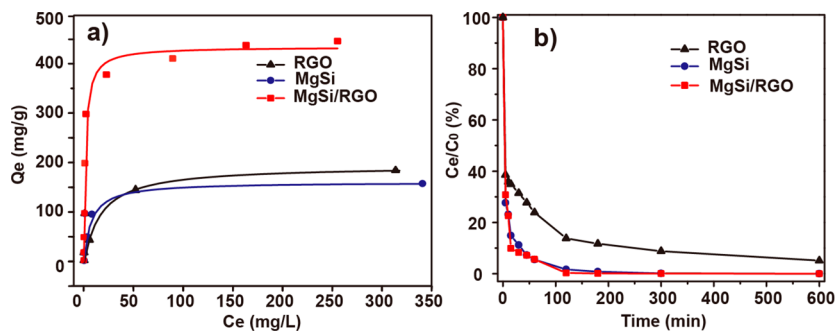 a)
500
400
300
200
100
0
Qe (mg/g)
RGO
MgSi
MgSi/RGO
0 50 100 150 200 250 300 350
Ce (mg/L)
b)
100
80
60
40
20
0
Ce/C0 (%)
RGO
MgSi
MgSi/RGO
0 100 200 300 400 500 600
Time (min)